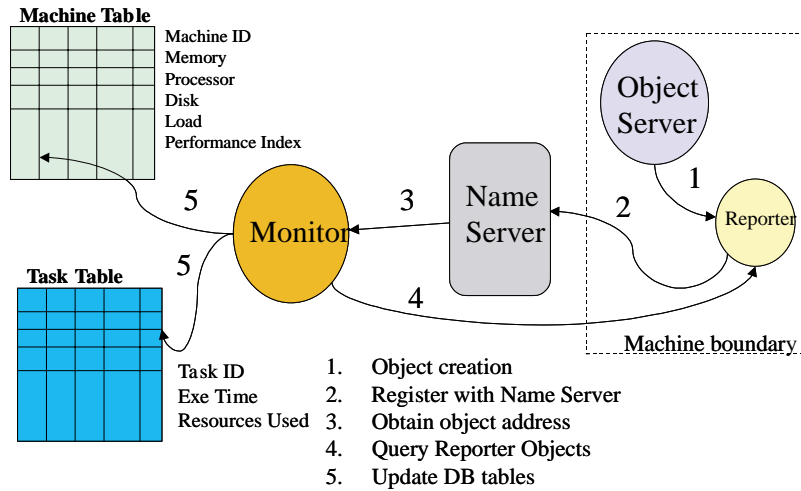 Machine Table
Machine ID
Memory
Processor
Disk
Load
Performance Index
Object
Server
1
Reporter
Name
Server
2
3
Monitor
5
5
4
Machine boundary
Task Table
Task ID
Exe Time
Resources Used
1. Object creation
2. Register with Name Server
3. Obtain object address
4. Query Reporter Objects
5. Update DB tables